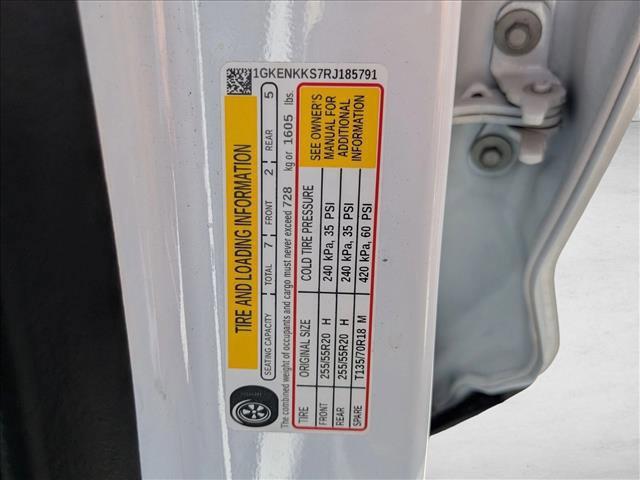 1GKENKKS7RJ185791
TIRE AND LOADING INFORMATION
SEATING CAPACITY TOTAL 7 FRONT 2 REAR 5
The combined weight of occupants and cargo must never exceed 728 kg or 1605 lbs.
TIRE ORIGINAL SIZE COLD TIRE PRESSURE
FRONT 255/55R20 H 240 kPa, 35 PSI
REAR 255/55R20 H 240 kPa, 35 PSI
SPARE T135/70R18 M 420 kPa, 60 PSI
SEE OWNER'S
MANUAL FOR
ADDITIONAL
INFORMATION